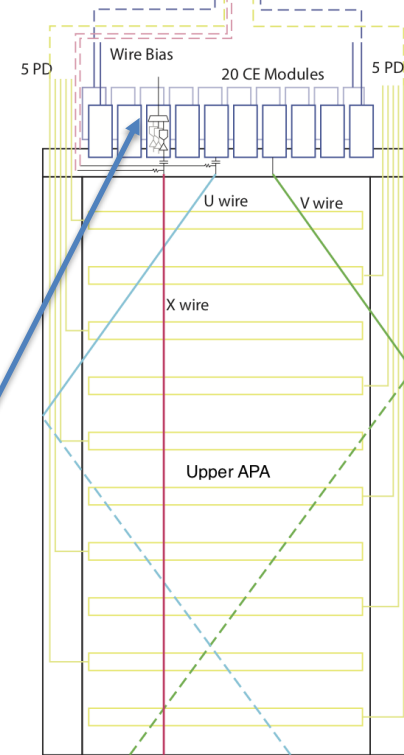 Wire Bias
5 PD
20 CE Modules
5 PD
U wire
V wire
X wire
Upper APA